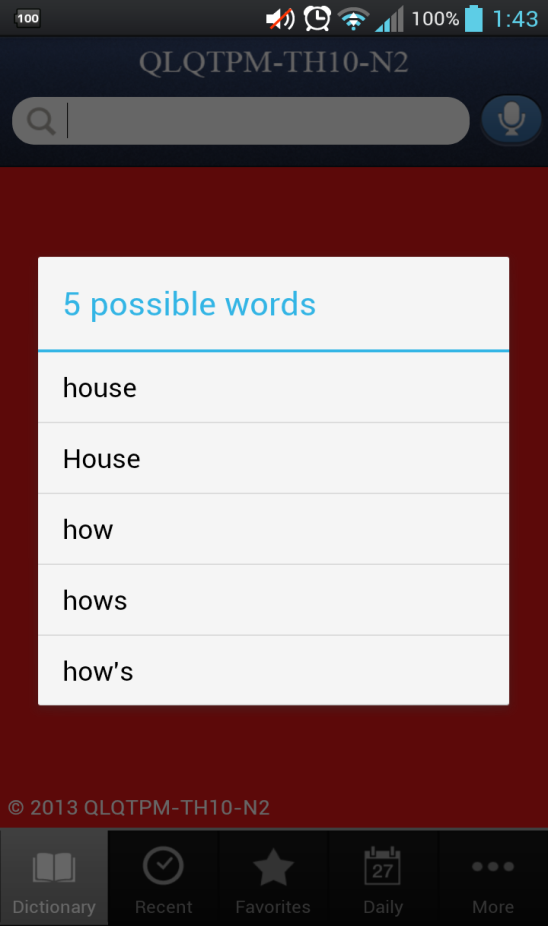 100
100% 1:43
QLQTPM-TH10-N2
5 possible words
house
House
how
hows
how's
© 2013 QLQTPM-TH10-N2
27
Dictionary Recent Favorites Daily More